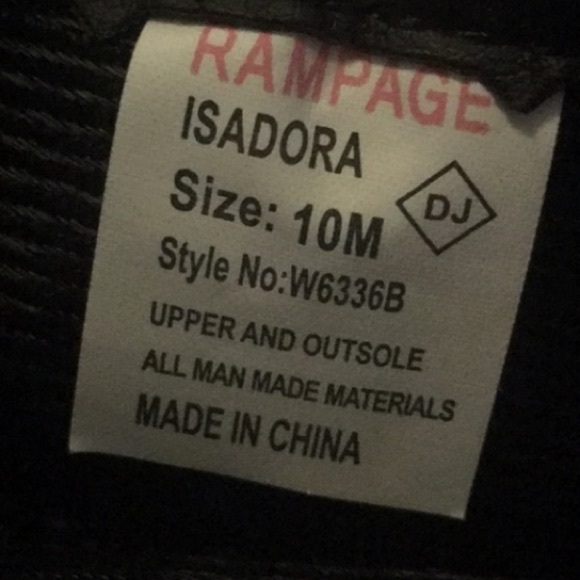 RAMPAGE
ISADORA
DJ
Size: 10M
Style No:W6336B
UPPER AND OUTSOLE
ALL MAN MADE MATERIALS
MADE IN CHINA